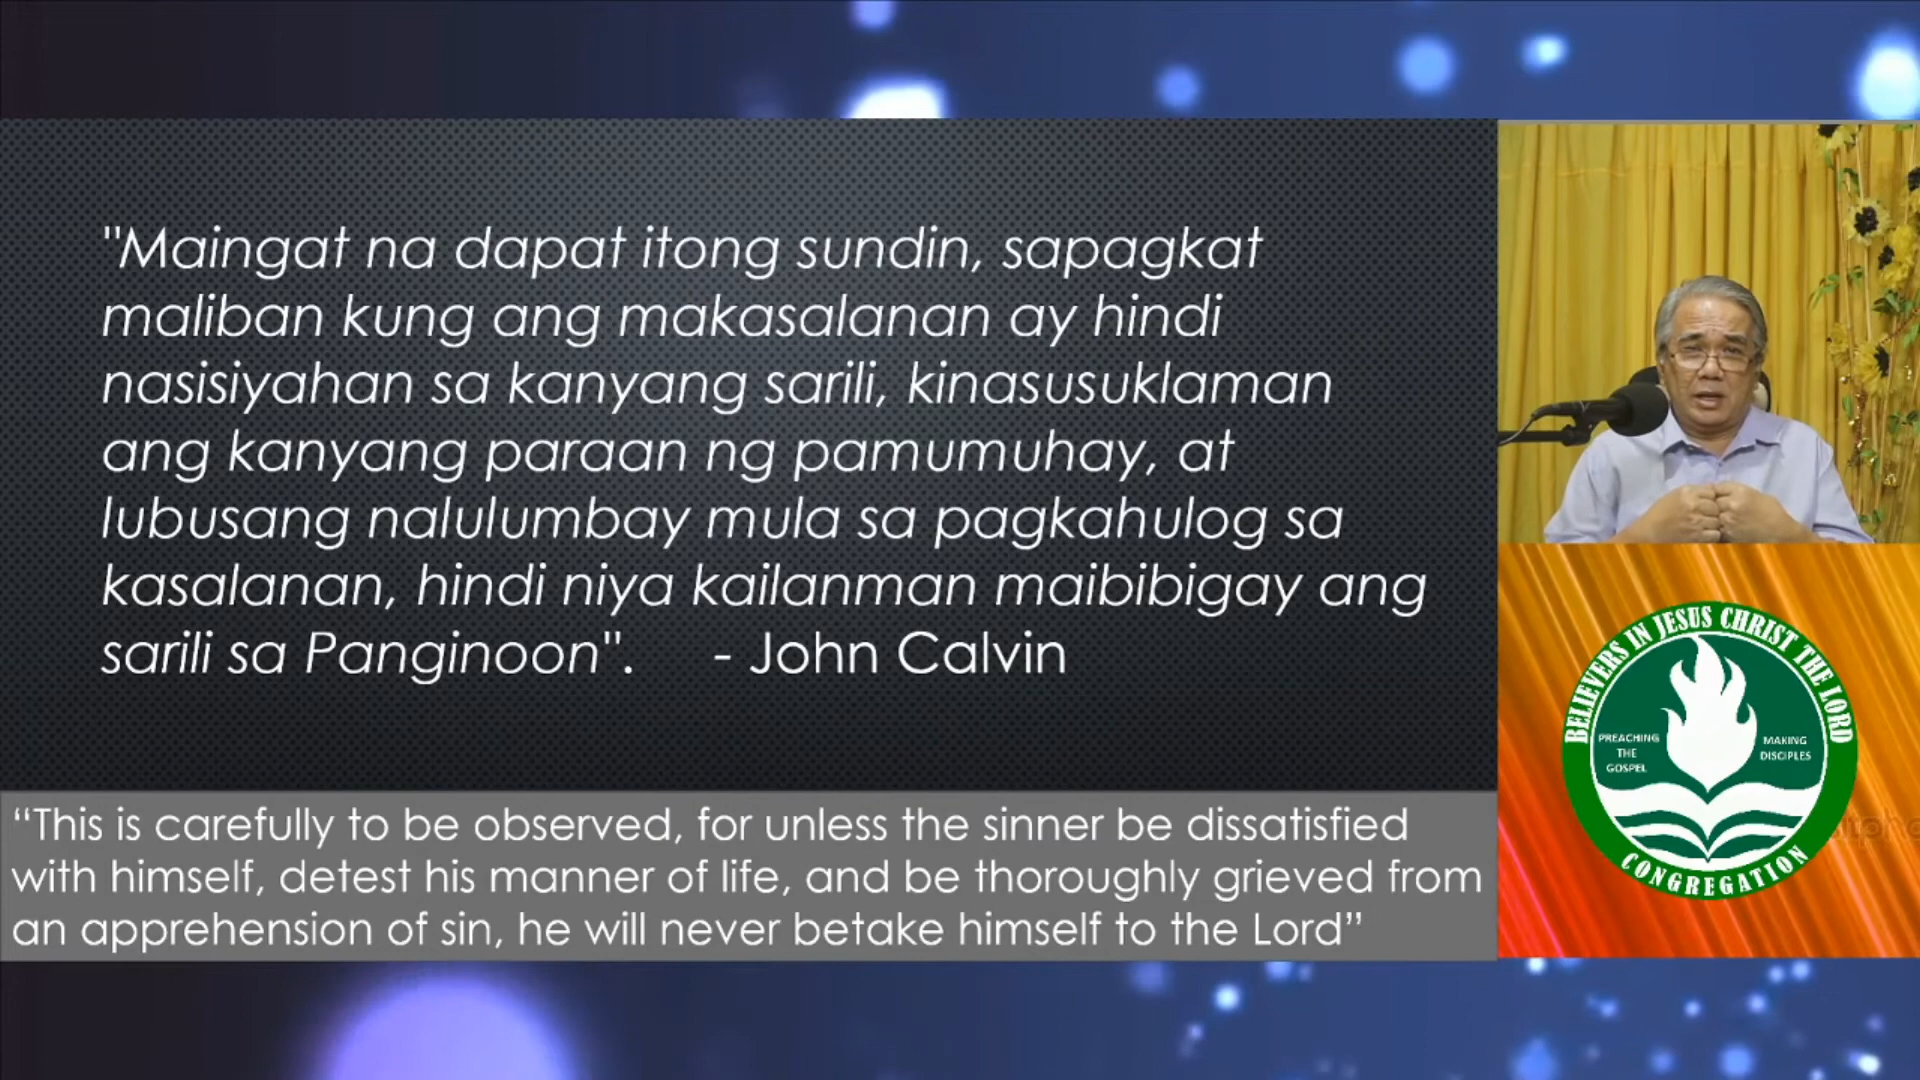 "Maingat na dapat itong sundin, sapagkat
maliban kung ang makasalanan ay hindi
nasisiyahan sa kanyang sarili, kinasusuklaman
ang kanyang paraan ng pamumuhay, at
lubusang nalulumbay mula sa pagkahulog sa
kasalanan, hindi niya kailanman maibibigay ang
sarili sa Panginoon". - John Calvin
“This is carefully to be observed, for unless the sinner be dissatisfied
with himself, detest his manner of life, and be thoroughly grieved from
an apprehension of sin, he will never betake himself to the Lord”
BELIEVERS IN JESUS CHRIST THE LORD
PREACHING
THE
GOSPEL
MAKING
DISCIPLES
CONGREGATION